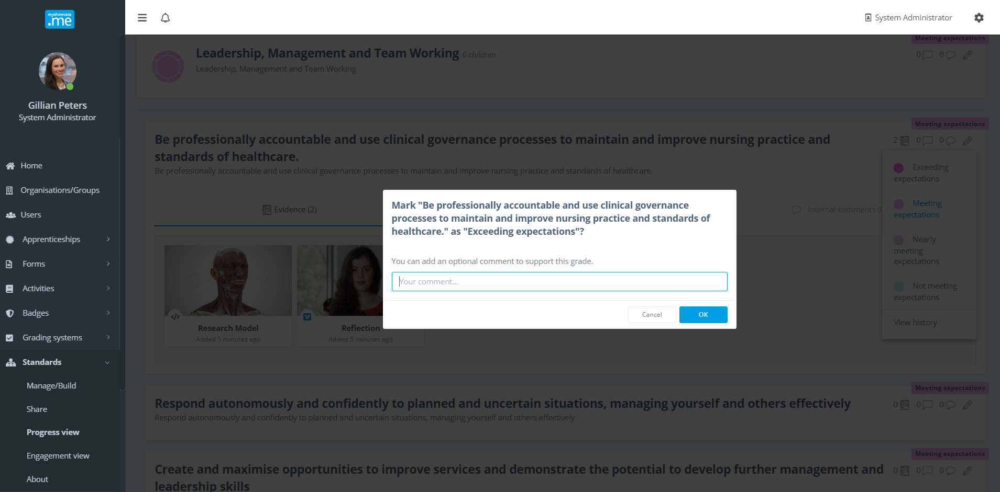 myshowcase
.me
System Administrator
Gillian Peters
System Administrator
Home
Organisations/Groups
Users
Apprenticeships
Forms
Activities
Badges
Grading systems
Standards
Manage/Build
Share
Progress view
Engagement view
About
Meeting expectations
Leadership, Management and Team Working 6 children
0 0
Leadership, Management and Team Working
Meeting expectations
Be professionally accountable and use clinical governance processes to maintain and improve nursing practice and
standards of healthcare.
2 0 0
Be professionally accountable and use clinical governance processes to maintain and improve nursing practice and standards of healthcare.
Evidence (2)
Internal comments (0
Exceeding
expectations
Meeting
expectations
Nearly
meeting
expectations
Not meeting
expectations
View history
Mark "Be professionally accountable and use clinical governance
processes to maintain and improve nursing practice and standards of
healthcare." as "Exceeding expectations"?
You can add an optional comment to support this grade.
Your comment...
Cancel
OK
</>
Research Model
Added 5 minutes ago
Reflection
Added 5 minutes ago
Meeting expectations
Respond autonomously and confidently to planned and uncertain situations, managing yourself and others effectively
0 0 0
Respond autonomously and confidently to planned and uncertain situations, managing yourself and others effectively
Meeting expectations
Create and maximise opportunities to improve services and demonstrate the potential to develop further management and
leadership skills
0 0 0